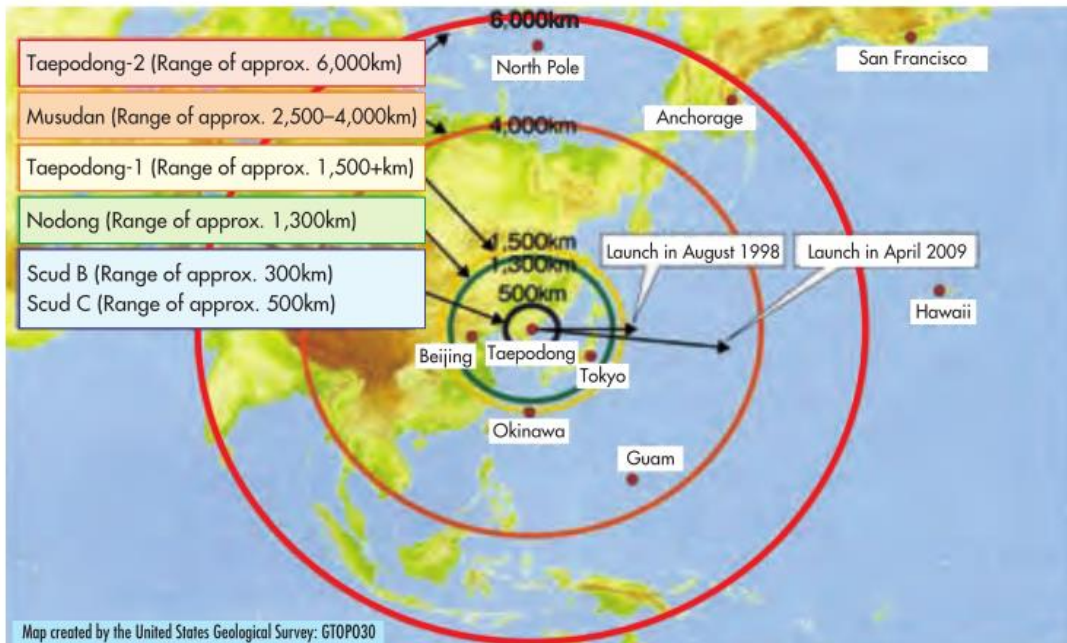 6,000km
Taepodong-2 (Range of approx. 6,000km)
North Pole
San Francisco
Musudan (Range of approx. 2,500–4,000km)
Anchorage
4,000km
Taepodong-1 (Range of approx. 1,500+km)
Nodong (Range of approx. 1,300km)
1,500km
1,300km
Launch in August 1998
Launch in April 2009
Scud B (Range of approx. 300km)
Scud C (Range of approx. 500km)
500km
Hawaii
Beijing
Taepodong
Tokyo
Okinawa
Guam
Map created by the United States Geological Survey: GTOPO30